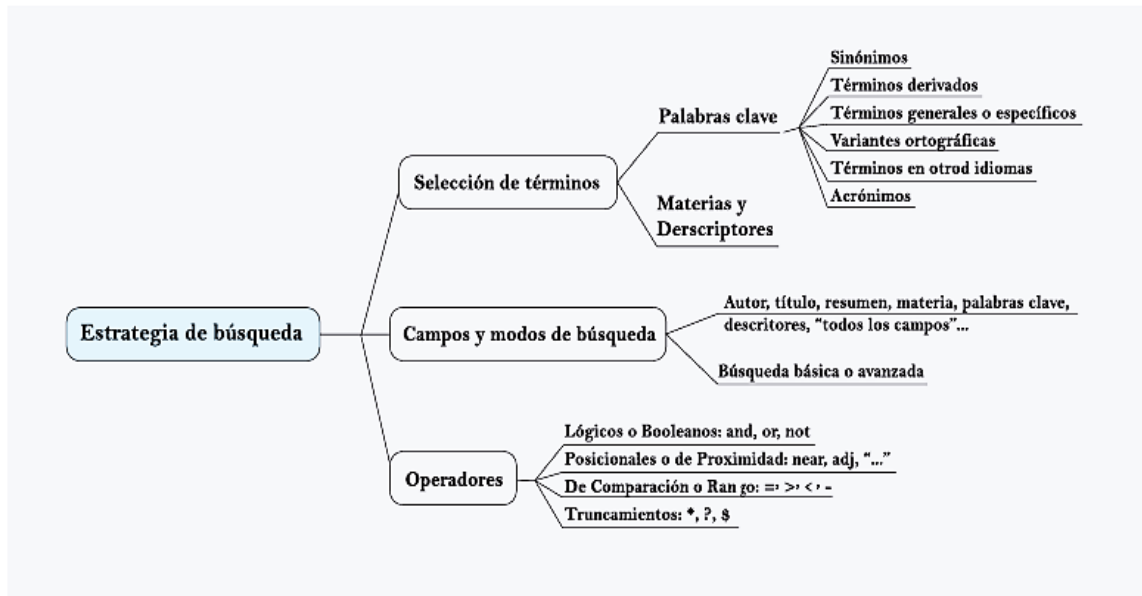 Estrategia de búsqueda
Selección de términos
Palabras clave
Sinónimos
Términos derivados
Términos generales o específicos
Variantes ortográficas
Términos en otrod idiomas
Acrónimos
Materias y
Derscriptores
Campos y modos de búsqueda
Autor, título, resumen, materia, palabras clave,
descritores, “todos los campos”...
Búsqueda básica o avanzada
Operadores
Lógicos o Booleanos: and, or, not
Posicionales o de Proximidad: near, adj, “...”
De Comparación o Rango: =, >, <, -
Truncamientos: *, ?, $